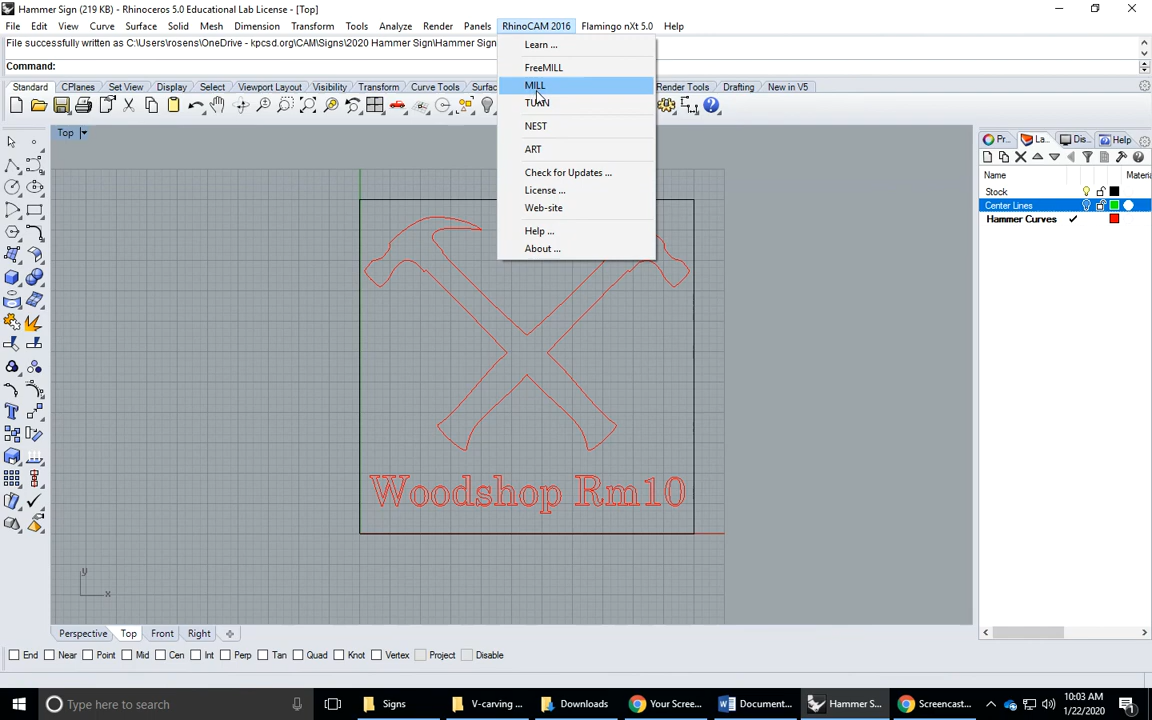 Hammer Sign (219 KB) - Rhinoceros 5.0 Educational Lab License - [Top]
File Edit View Curve Surface Solid Mesh Dimension Transform Tools Analyze Render Panels RhinoCAM 2016 Flamingo nXt 5.0 Help
File successfully written as C:\Users\rosens\OneDrive - kpcsd.org\CAM\Signs\2020 Hammer Sign\Hammer Sign
Command:
Standard CPlanes Set View Display Select Viewport Layout Visibility Transform Curve Tools Surfac Render Tools Drafting New in V5
Learn ...
FreeMILL
MILL
TURN
NEST
ART
Check for Updates ...
License ...
Web-site
Help ...
About ...
Top
Pr... La... Dis... Help
Name Materi
Stock
Center Lines
Hammer Curves
Woodshop Rm10
y
x
Perspective Top Front Right
End Near Point Mid Cen Int Perp Tan Quad Knot Vertex Project Disable
Type here to search
Signs
V-carving ...
Downloads
Your Scree...
Document...
Hammer S...
Screencast...
10:03 AM
1/22/2020
1